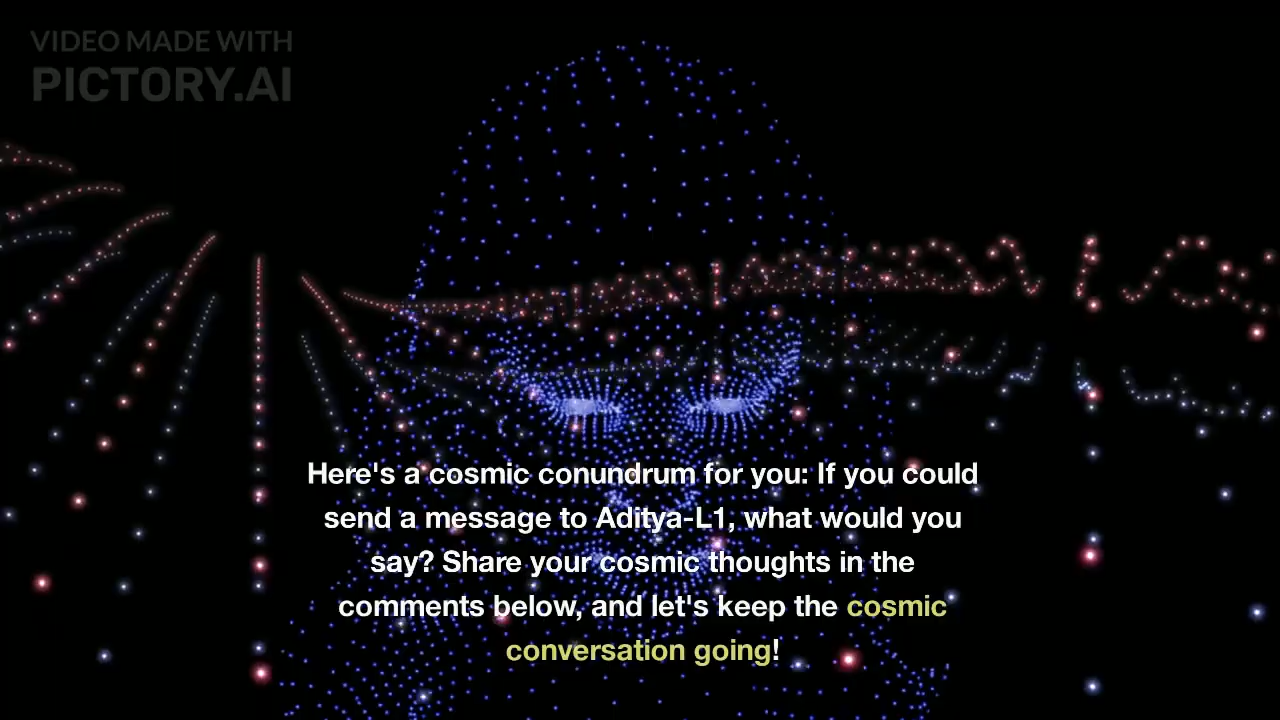 VIDEO MADE WITH
PICTORY.AI
Here's a cosmic conundrum for you: If you could
send a message to Aditya-L1, what would you
say? Share your cosmic thoughts in the
comments below, and let's keep the cosmic
conversation going!